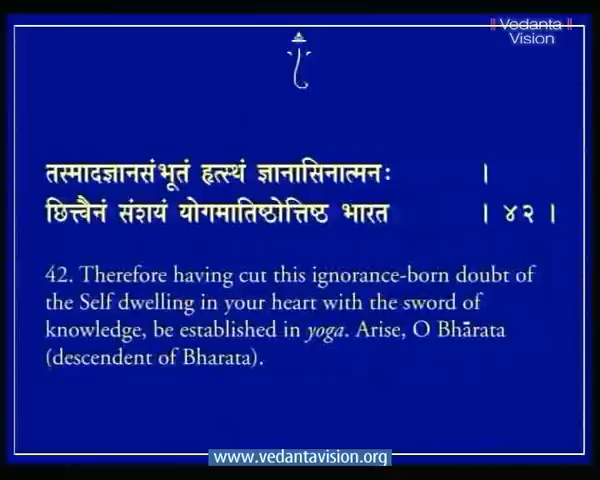 || Vedanta ||
Vision
तस्मादज्ञानसंभूतं हृत्स्थं ज्ञानासिनात्मनः ।
छित्त्वैनं संशयं योगमातिष्ठोत्तिष्ठ भारत । ४२ ।
42. Therefore having cut this ignorance-born doubt of
the Self dwelling in your heart with the sword of
knowledge, be established in yoga. Arise, O Bhārata
(descendent of Bharata).
www.vedantavision.org